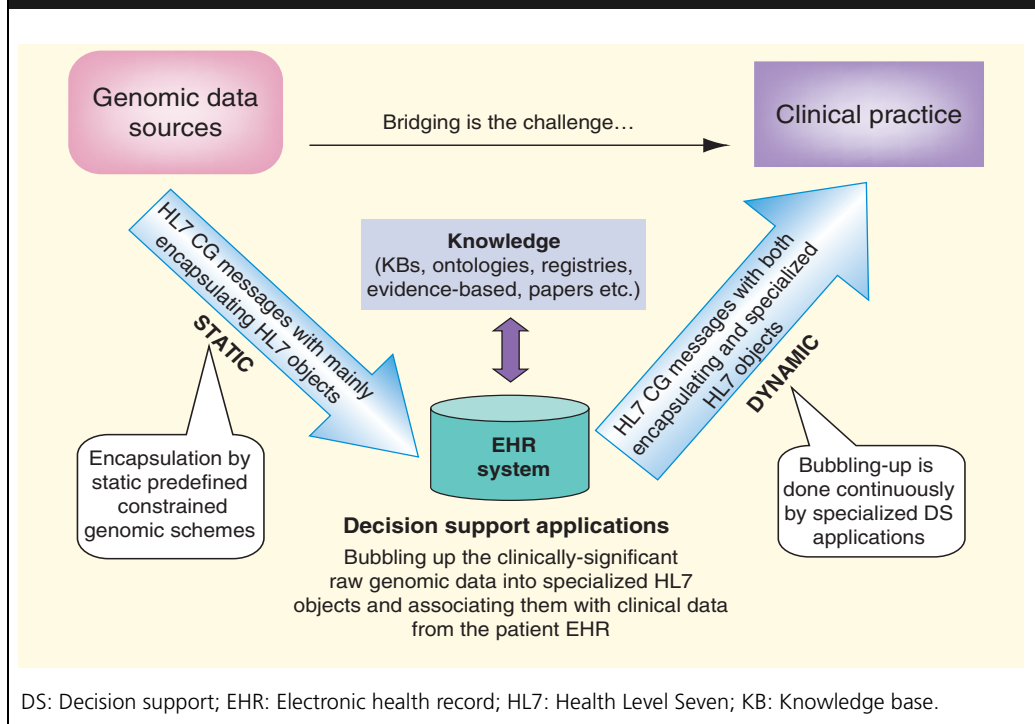 Genomic data
sources
Bridging is the challenge…
Clinical practice
HL7 CG messages with mainly
encapsulating HL7 objects
STATIC
Knowledge
(KBs, ontologies, registries,
evidence-based, papers etc.)
HL7 CG messages with both
encapsulating and specialized
HL7 objects
DYNAMIC
Encapsulation by
static predefined
constrained
genomic schemes
EHR
system
Bubbling-up is
done continuously
by specialized DS
applications
Decision support applications
Bubbling up the clinically-significant
raw genomic data into specialized HL7
objects and associating them with clinical data
from the patient EHR
DS: Decision support; EHR: Electronic health record; HL7: Health Level Seven; KB: Knowledge base.